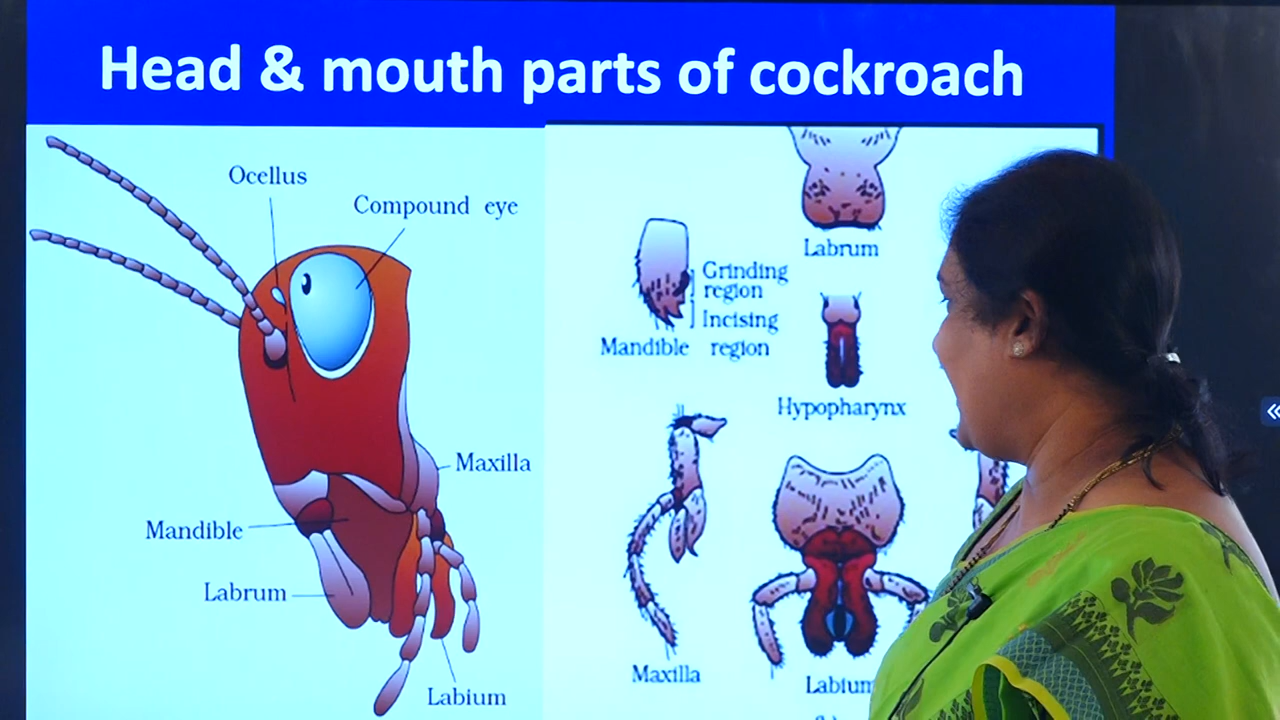 Head & mouth parts of cockroach
Ocellus
Compound eye
Maxilla
Mandible
Labrum
Labium
Labrum
Grinding
region
Incising
Mandible region
Hypopharynx
Maxilla
Labium